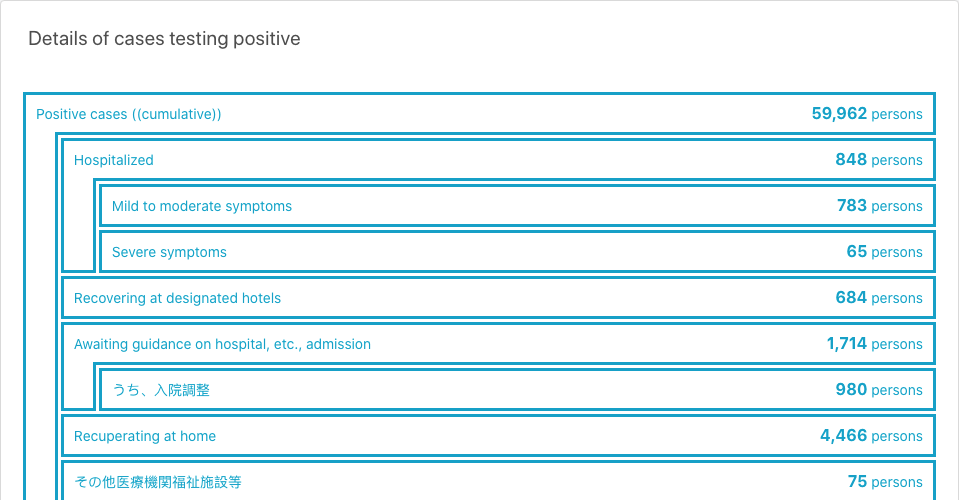 Details of cases testing positive
Positive cases ((cumulative)) 59,962 persons
Hospitalized 848 persons
Mild to moderate symptoms 783 persons
Severe symptoms 65 persons
Recovering at designated hotels 684 persons
Awaiting guidance on hospital, etc., admission 1,714 persons
うち、入院調整 980 persons
Recuperating at home 4,466 persons
その他医療機関福祉施設等 75 persons